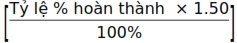 [Tỷ lệ % hoàn thành × 1.50
100%]